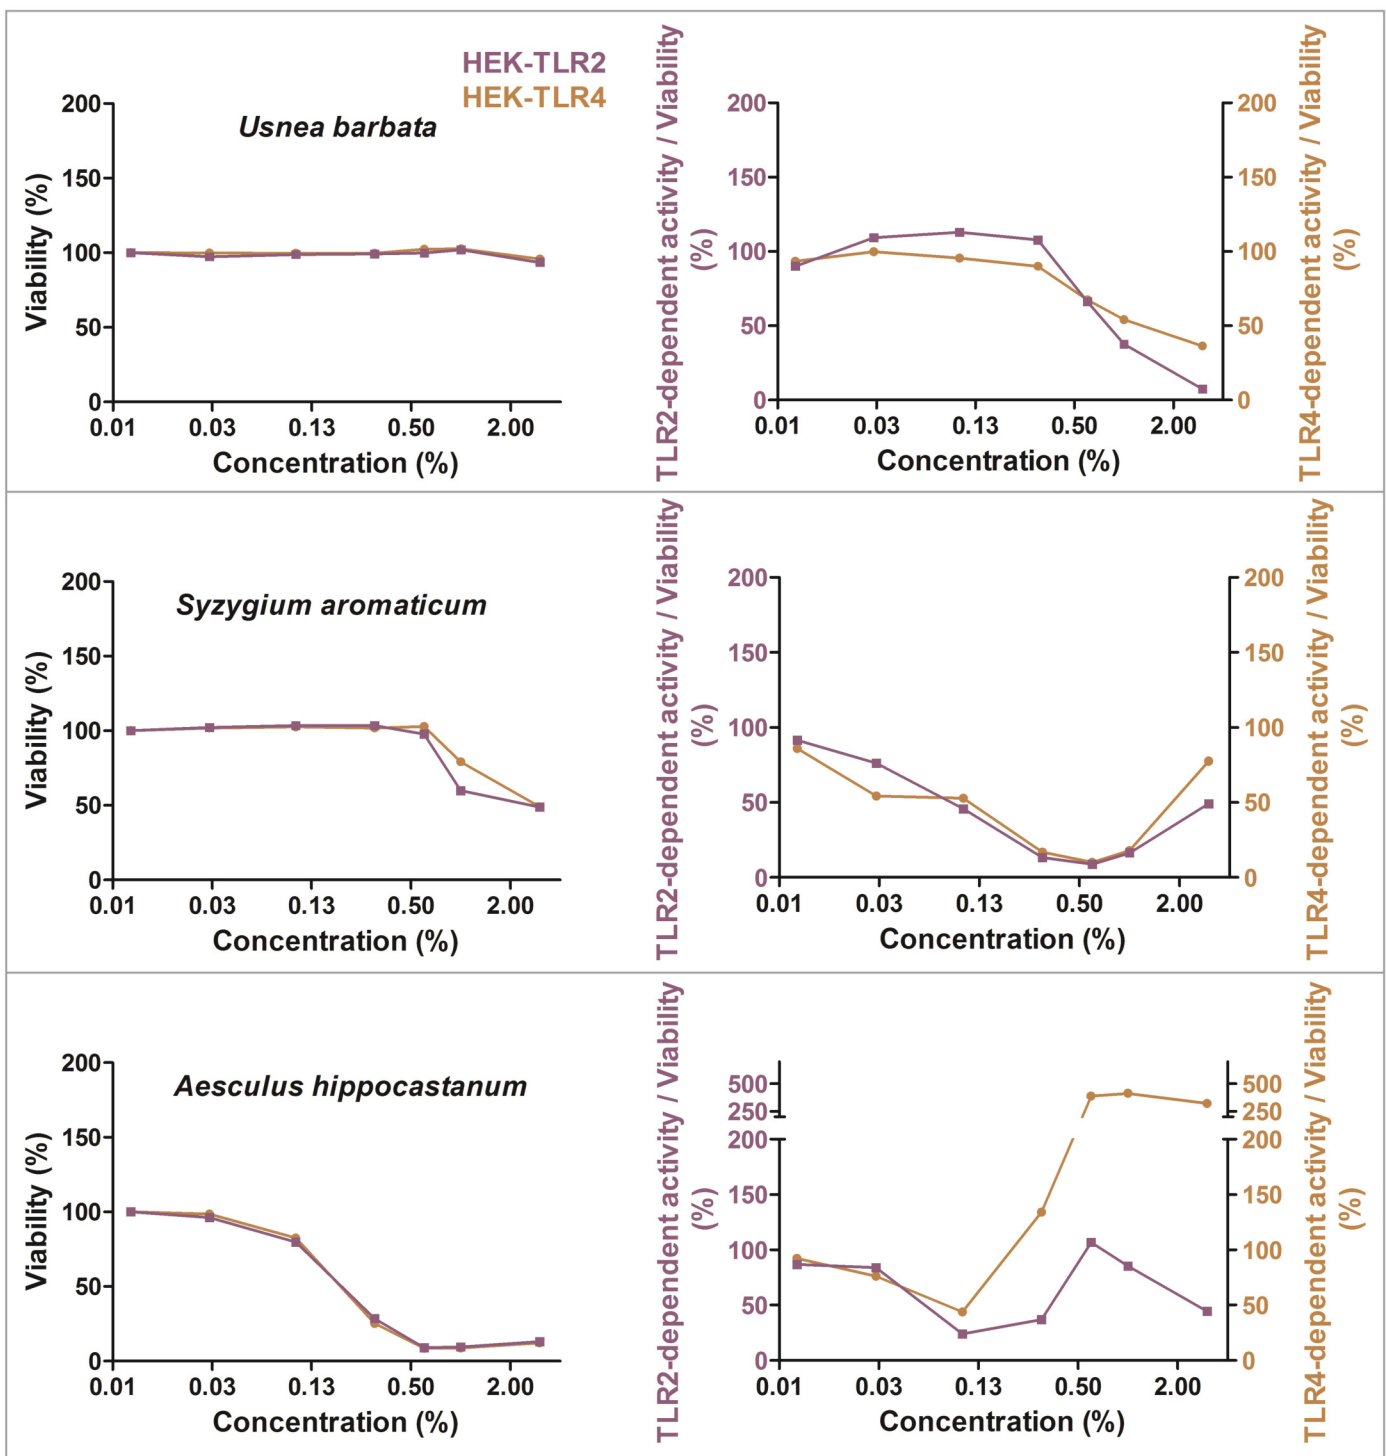 HEK-TLR2
HEK-TLR4
Usnea barbata
Viability (%)
200
150
100
50
0
0.01 0.03 0.13 0.50 2.00
Concentration (%)
TLR2-dependent activity / Viability
(%)
200
150
100
50
0
0.01 0.03 0.13 0.50 2.00
Concentration (%)
200
150
100
50
0
TLR4-dependent activity / Viability
(%)
Syzygium aromaticum
Viability (%)
200
150
100
50
0
0.01 0.03 0.13 0.50 2.00
Concentration (%)
TLR2-dependent activity / Viability
(%)
200
150
100
50
0
0.01 0.03 0.13 0.50 2.00
Concentration (%)
200
150
100
50
0
TLR4-dependent activity / Viability
(%)
Aesculus hippocastanum
Viability (%)
200
150
100
50
0
0.01 0.03 0.13 0.50 2.00
Concentration (%)
TLR2-dependent activity / Viability
(%)
500
250
200
150
100
50
0
0.01 0.03 0.13 0.50 2.00
Concentration (%)
500
250
200
150
100
50
0
TLR4-dependent activity / Viability
(%)